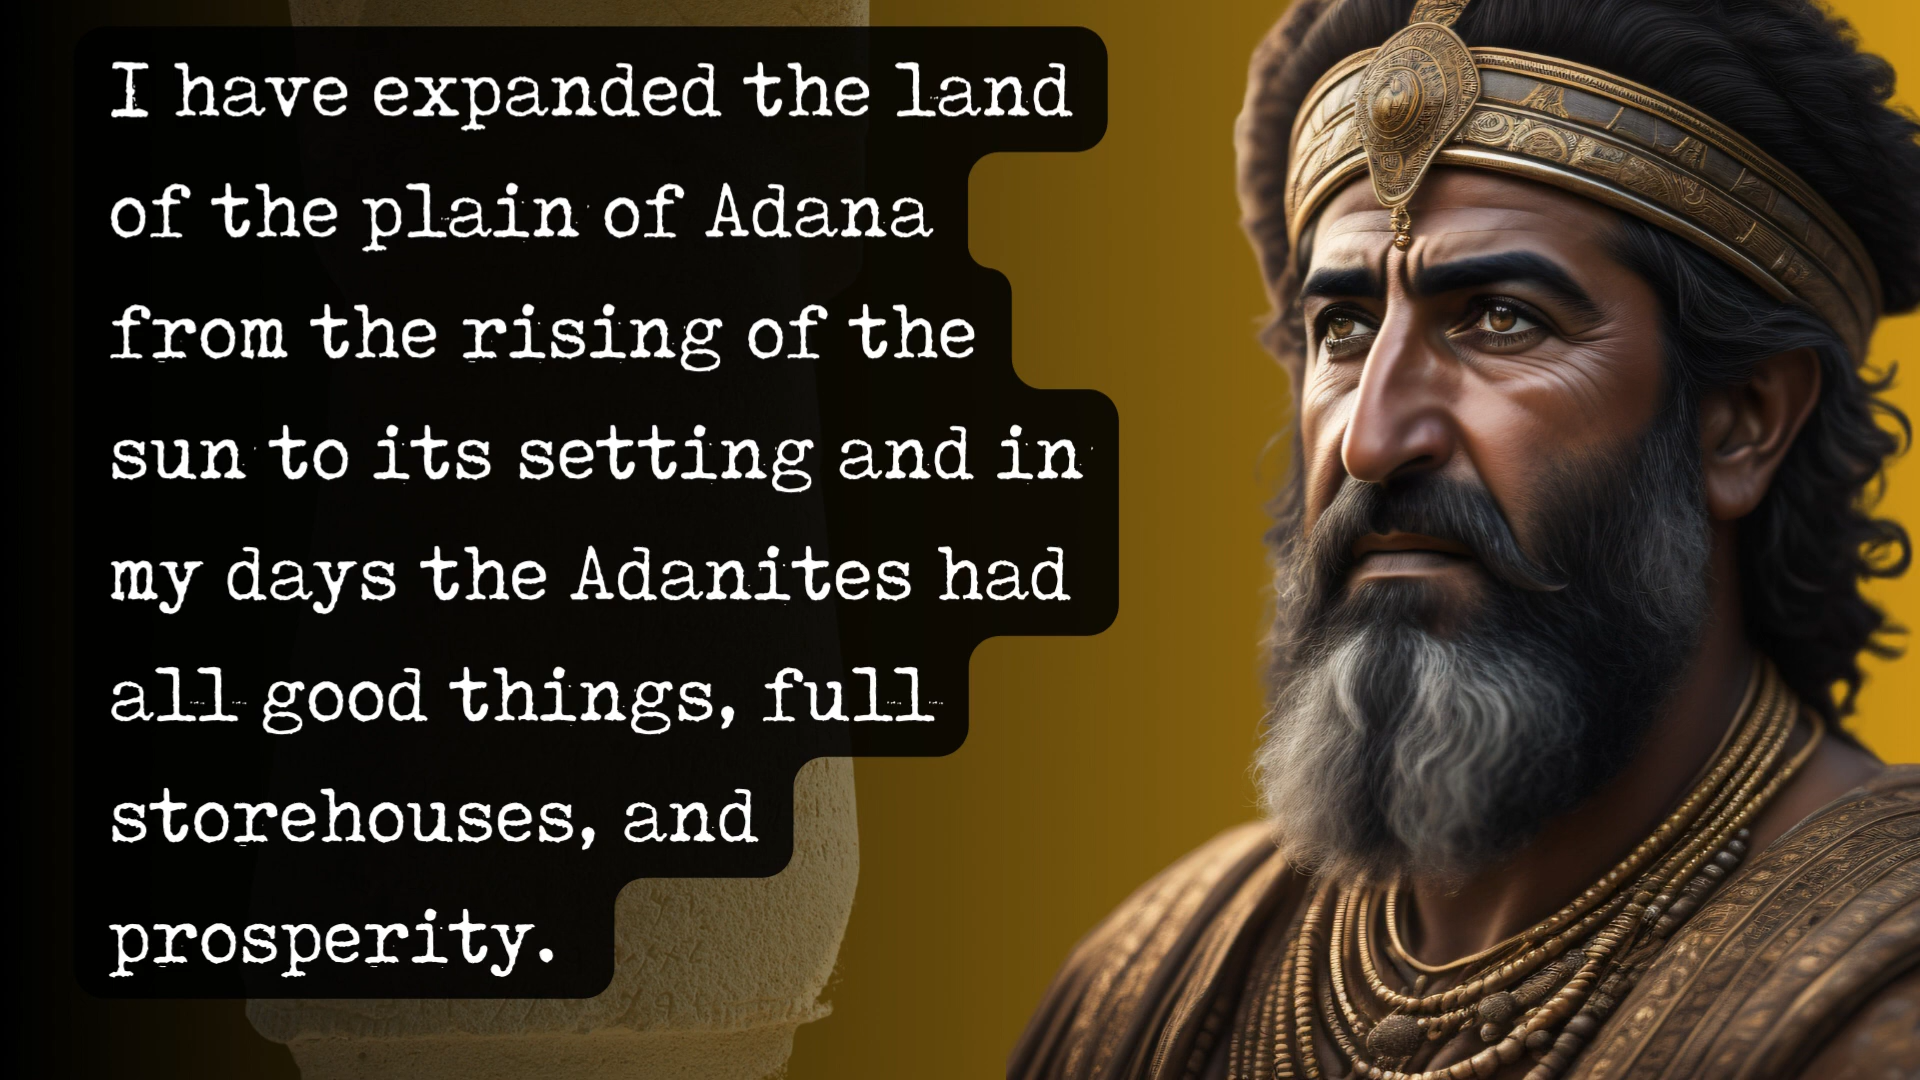 I have expanded the land
of the plain of Adana
from the rising of the
sun to its setting and in
my days the Adanites had
all good things, full
storehouses, and
prosperity.